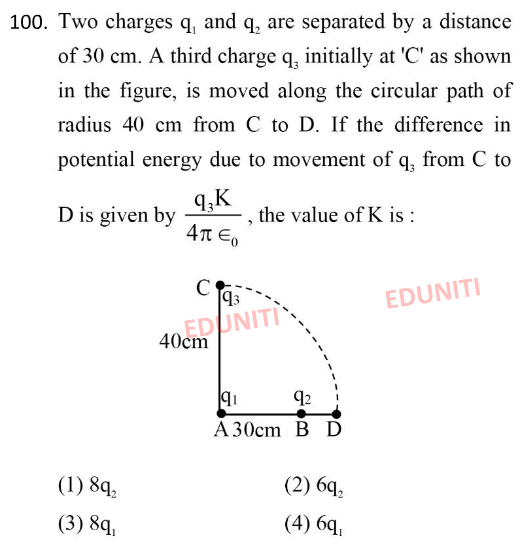 100. Two charges q₁ and q₂ are separated by a distance
of 30 cm. A third charge q₃ initially at 'C' as shown
in the figure, is moved along the circular path of
radius 40 cm from C to D. If the difference in
potential energy due to movement of q₃ from C to
D is given by q₃K / 4π ∈₀ , the value of K is :
C
q₃
EDUNITI
EDUNITI
40cm
q₁ q₂
A 30cm B D
(1) 8q₂ (2) 6q₂
(3) 8q₁ (4) 6q₁